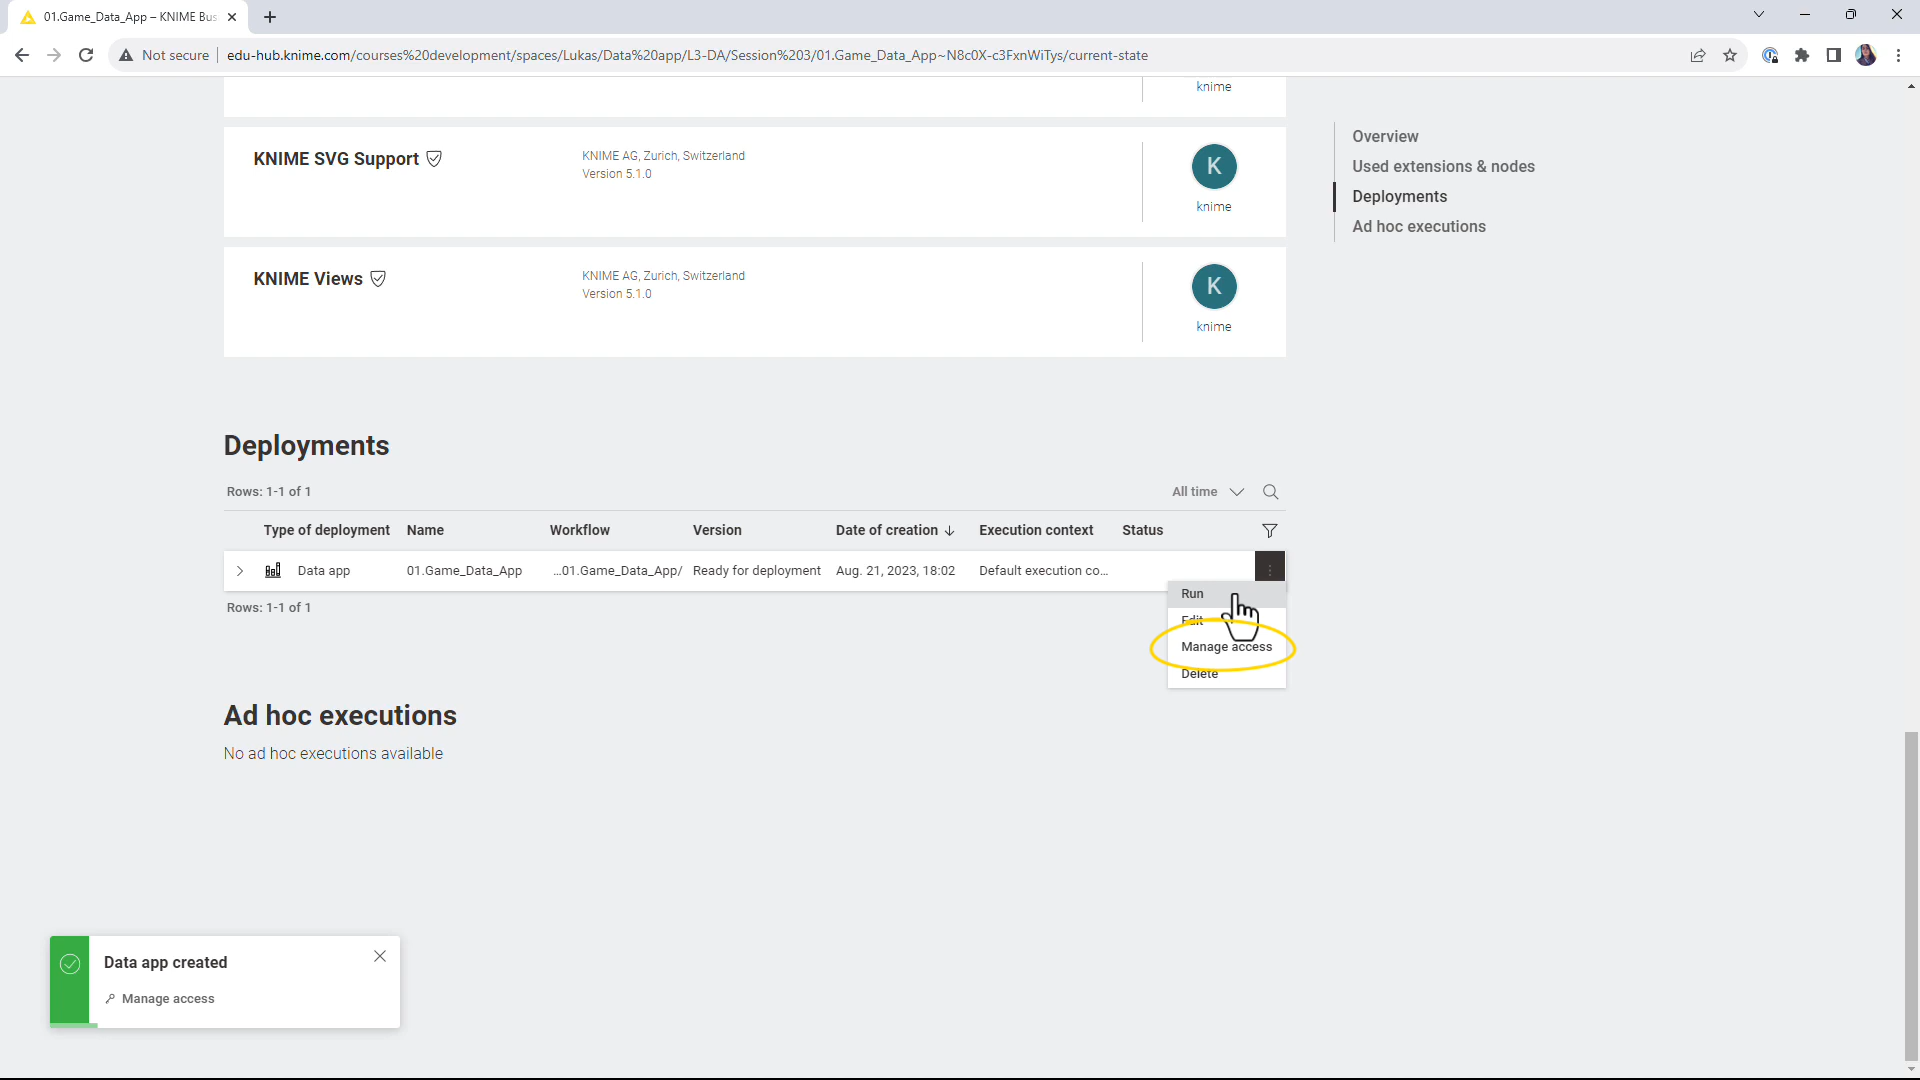 01.Game_Data_App – KNIME Bus
Not secure
edu-hub.knime.com/courses%20development/spaces/Lukas/Data%20app/L3-DA/Session%203/01.Game_Data_App~N8c0X-c3FxnWiTys/current-state
knime
KNIME SVG Support
KNIME AG, Zurich, Switzerland
Version 5.1.0
K
knime
KNIME Views
KNIME AG, Zurich, Switzerland
Version 5.1.0
K
knime
Overview
Used extensions & nodes
Deployments
Ad hoc executions
Deployments
Rows: 1-1 of 1
All time
Type of deployment Name Workflow Version Date of creation Execution context Status
Data app 01.Game_Data_App ...01.Game_Data_App/ Ready for deployment Aug. 21, 2023, 18:02 Default execution co...
Rows: 1-1 of 1
Run
Edit
Manage access
Delete
Ad hoc executions
No ad hoc executions available
Data app created
Manage access